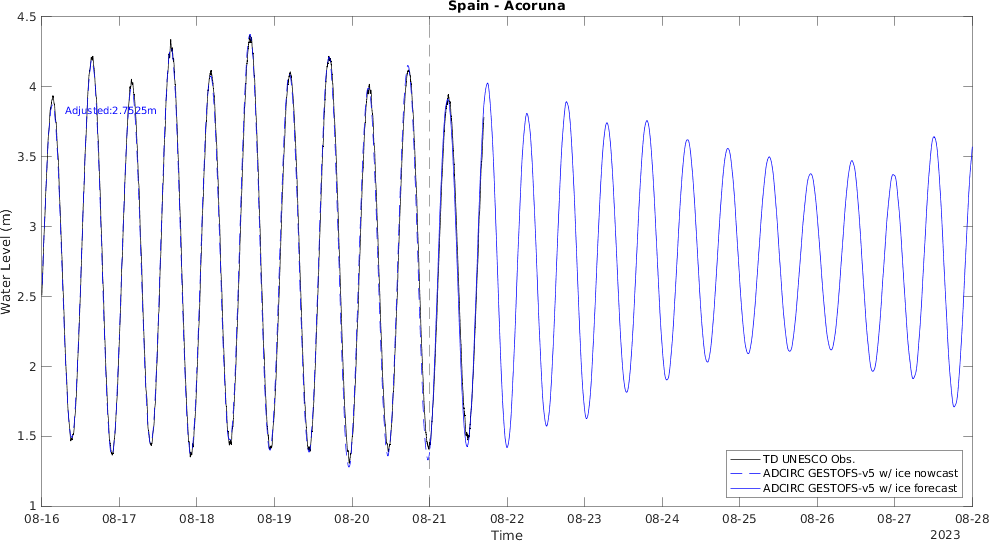 Spain - Acoruna
4.5
4
3.5
3
2.5
2
1.5
1
Water Level (m)
Adjusted:2.7525m
TD UNESCO Obs.
ADCIRC GESTOFS-v5 w/ ice nowcast
ADCIRC GESTOFS-v5 w/ ice forecast
08-16 08-17 08-18 08-19 08-20 08-21 08-22 08-23 08-24 08-25 08-26 08-27 08-28
Time
2023